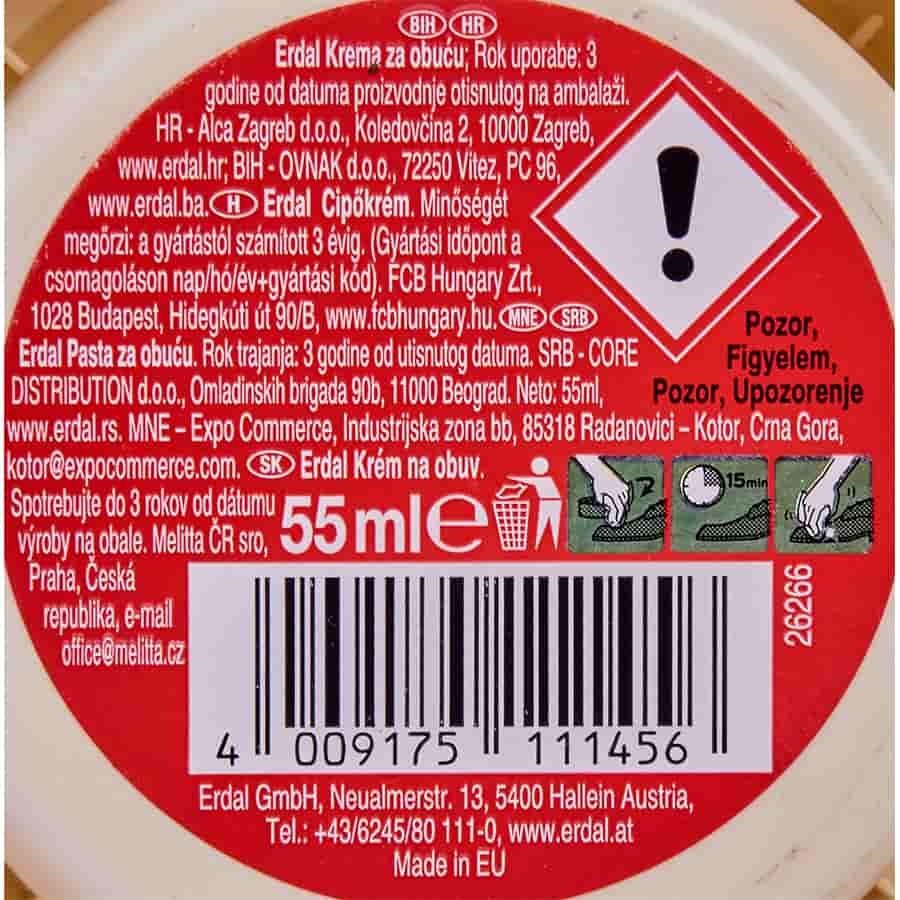 BIH HR
Erdal Krema za obuću; Rok uporabe: 3
godine od datuma proizvodnje otisnutog na ambalaži.
HR - Alca Zagreb d.o.o., Koledovčina 2, 10000 Zagreb,
www.erdal.hr; BIH - OVNAK d.o.o., 72250 Vitez, PC 96,
www.erdal.ba. H Erdal Cipőkrém. Minőségét
megőrzi: a gyártástól számított 3 évig. (Gyártási időpont a
csomagoláson nap/hó/év+gyártási kód). FCB Hungary Zrt.,
1028 Budapest, Hidegkúti út 90/B, www.fcbhungary.hu. MNE SRB
Erdal Pasta za obuću. Rok trajanja: 3 godine od utisnutog datuma. SRB - CORE
DISTRIBUTION d.o.o., Omladinskih brigada 90b, 11000 Beograd. Neto: 55ml,
www.erdal.rs. MNE – Expo Commerce, Industrijska zona bb, 85318 Radanovici – Kotor, Crna Gora,
kotor@expocommerce.com. SK Erdal Krém na obuv.
Spotrebujte do 3 rokov od dátumu
výroby na obale. Melitta ČR sro,
Praha, Česká
republika, e-mail
office@melitta.cz
Pozor,
Figyelem,
Pozor, Upozorenje
55 ml e
15min
26266
4 009175 111456
Erdal GmbH, Neualmerstr. 13, 5400 Hallein Austria,
Tel.: +43/6245/80 111-0, www.erdal.at
Made in EU